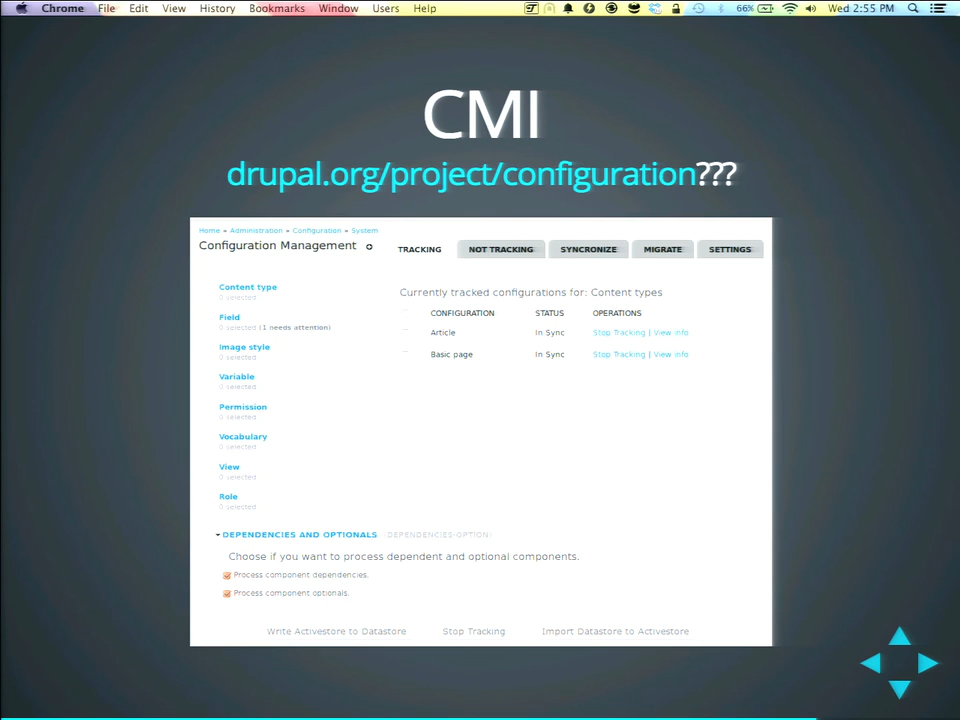 Chrome File Edit View History Bookmarks Window Users Help 66% Wed 2:55 PM
CMI
drupal.org/project/configuration???
Home » Administration » Configuration » System
Configuration Management
TRACKING NOT TRACKING SYNCRONIZE MIGRATE SETTINGS
Content type
0 selected
Field
0 selected (1 needs attention)
Image style
0 selected
Variable
0 selected
Permission
0 selected
Vocabulary
0 selected
View
0 selected
Role
0 selected
Currently tracked configurations for: Content types
CONFIGURATION STATUS OPERATIONS
Article In Sync Stop Tracking | View info
Basic page In Sync Stop Tracking | View info
DEPENDENCIES AND OPTIONALS (DEPENDENCIES-OPTION)
Choose if you want to process dependent and optional components.
Process component dependencies.
Process component optionals.
Write Activestore to Datastore Stop Tracking Import Datastore to Activestore